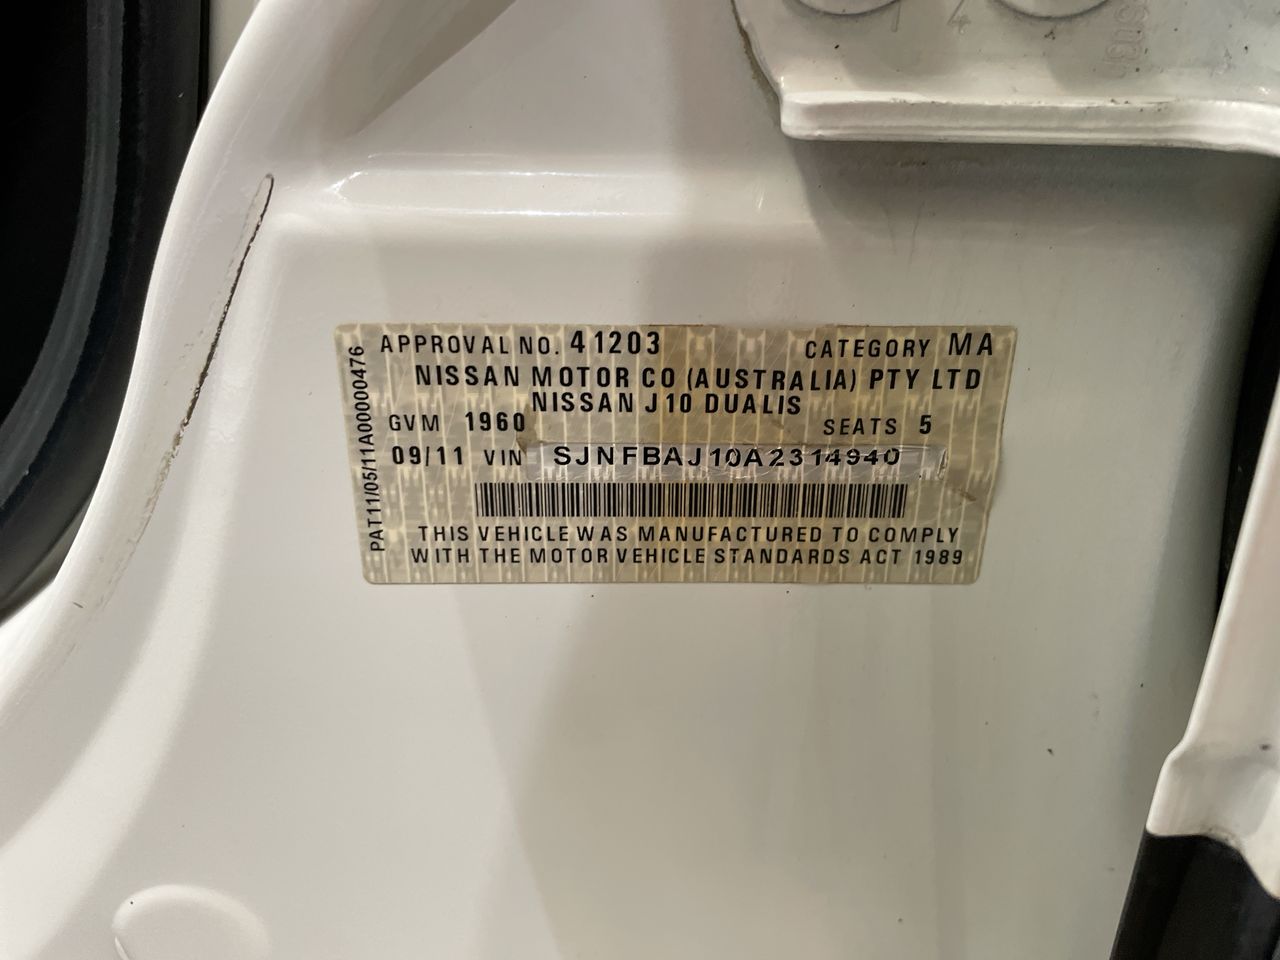 APPROVAL NO. 41203 CATEGORY MA
NISSAN MOTOR CO (AUSTRALIA) PTY LTD
NISSAN J10 DUALIS
GVM 1960 SEATS 5
09/11 VIN SJNFBAJ10A2314940
THIS VEHICLE WAS MANUFACTURED TO COMPLY
WITH THE MOTOR VEHICLE STANDARDS ACT 1989
PAT11/05/11A00000476